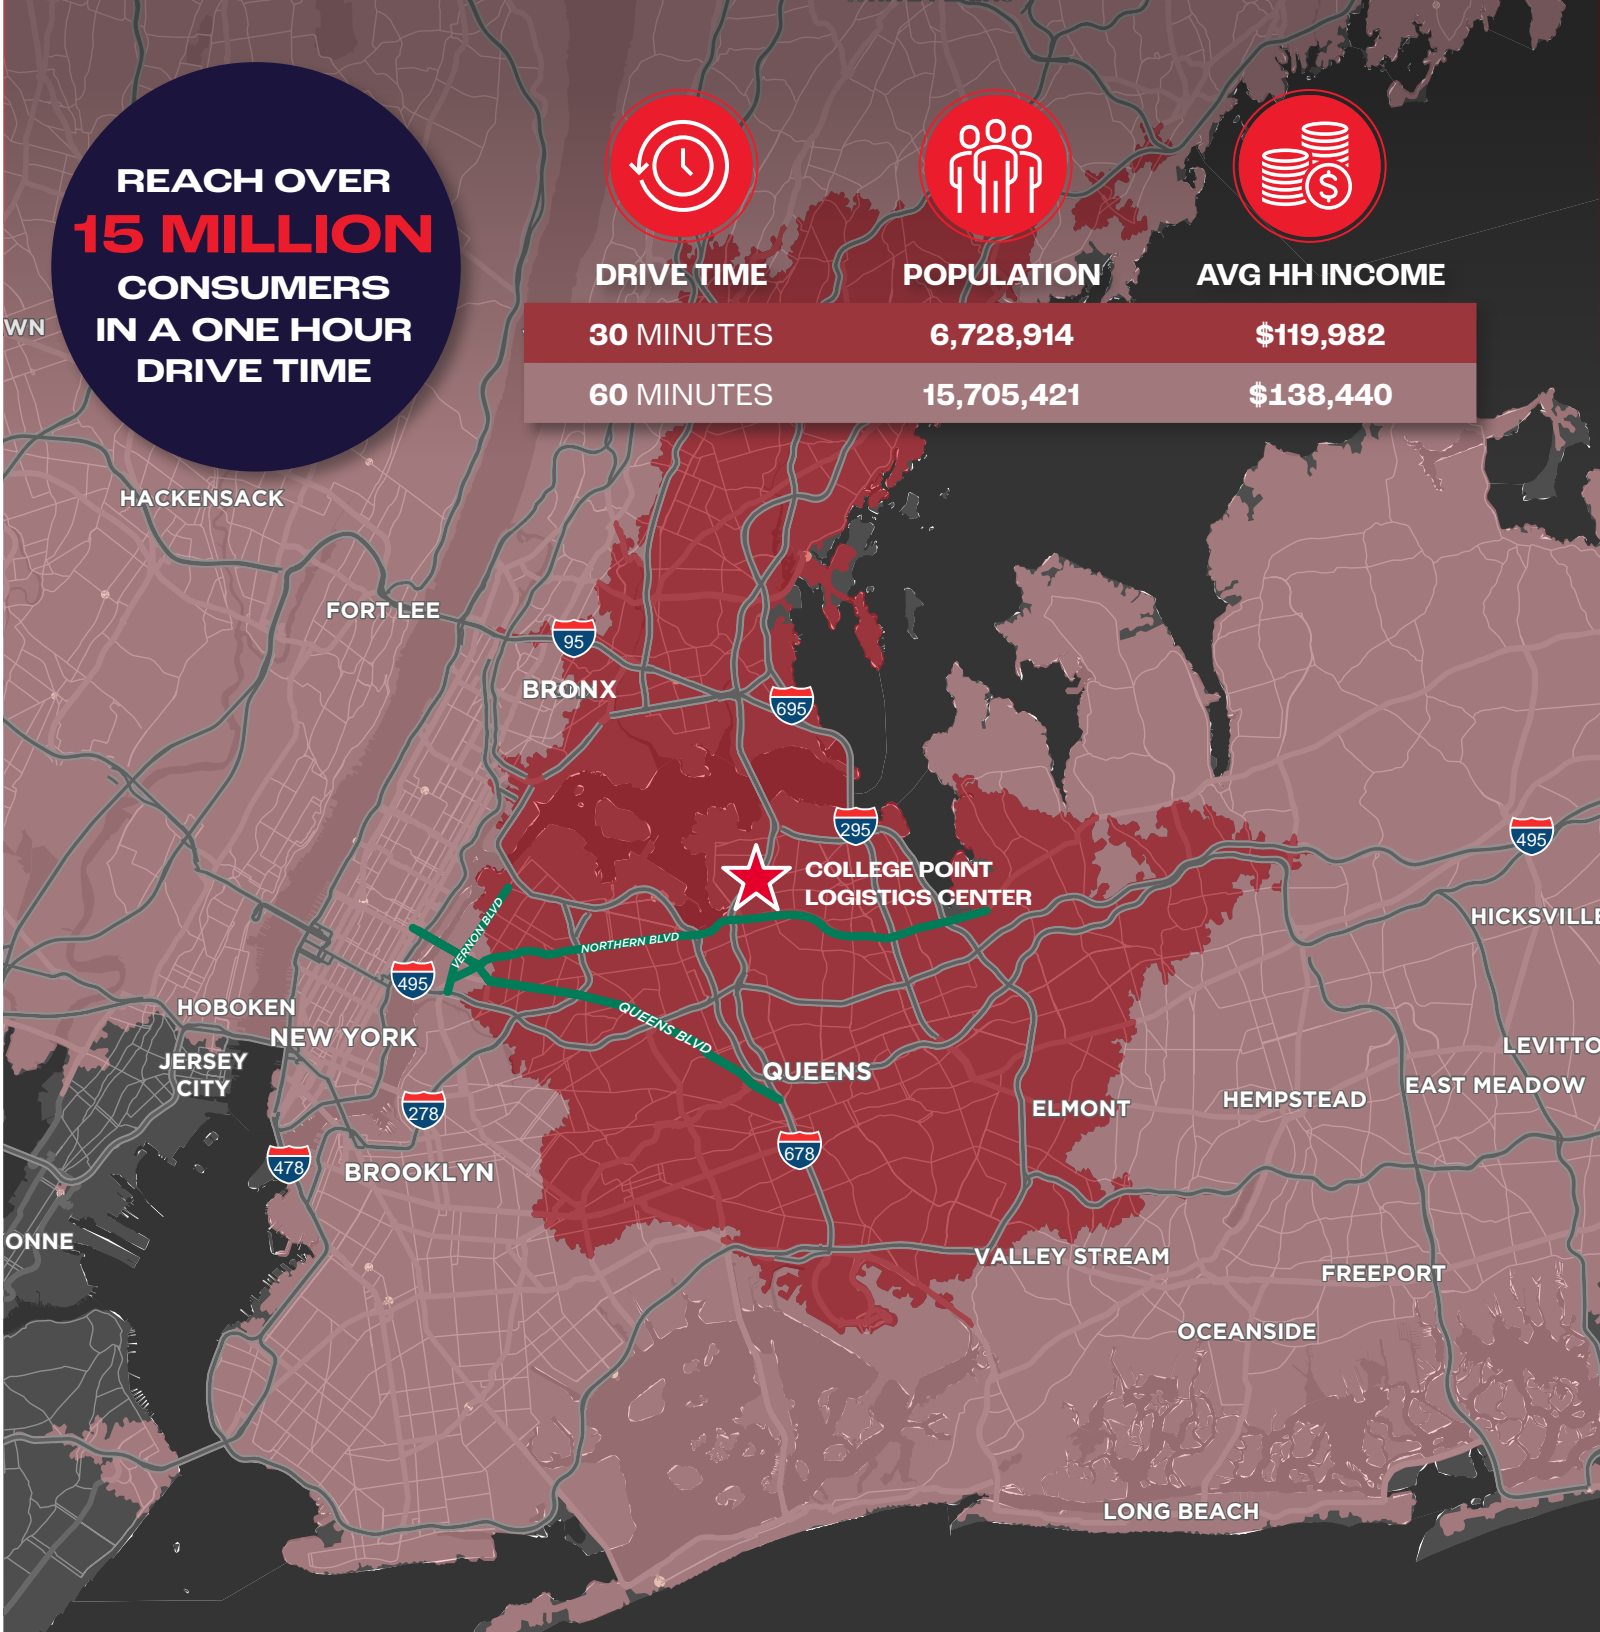 REACH OVER
15 MILLION
CONSUMERS
IN A ONE HOUR
DRIVE TIME
DRIVE TIME POPULATION AVG HH INCOME
30 MINUTES 6,728,914 $119,982
60 MINUTES 15,705,421 $138,440
WN
HACKENSACK
FORT LEE
95
BRONX
695
295
495
COLLEGE POINT
LOGISTICS CENTER
HICKSVILLE
VERNON BLVD
NORTHERN BLVD
495
HOBOKEN
QUEENS BLVD
NEW YORK
LEVITTO
JERSEY
CITY
QUEENS
EAST MEADOW
HEMPSTEAD
278
ELMONT
678
478
BROOKLYN
ONNE
VALLEY STREAM
FREEPORT
OCEANSIDE
LONG BEACH